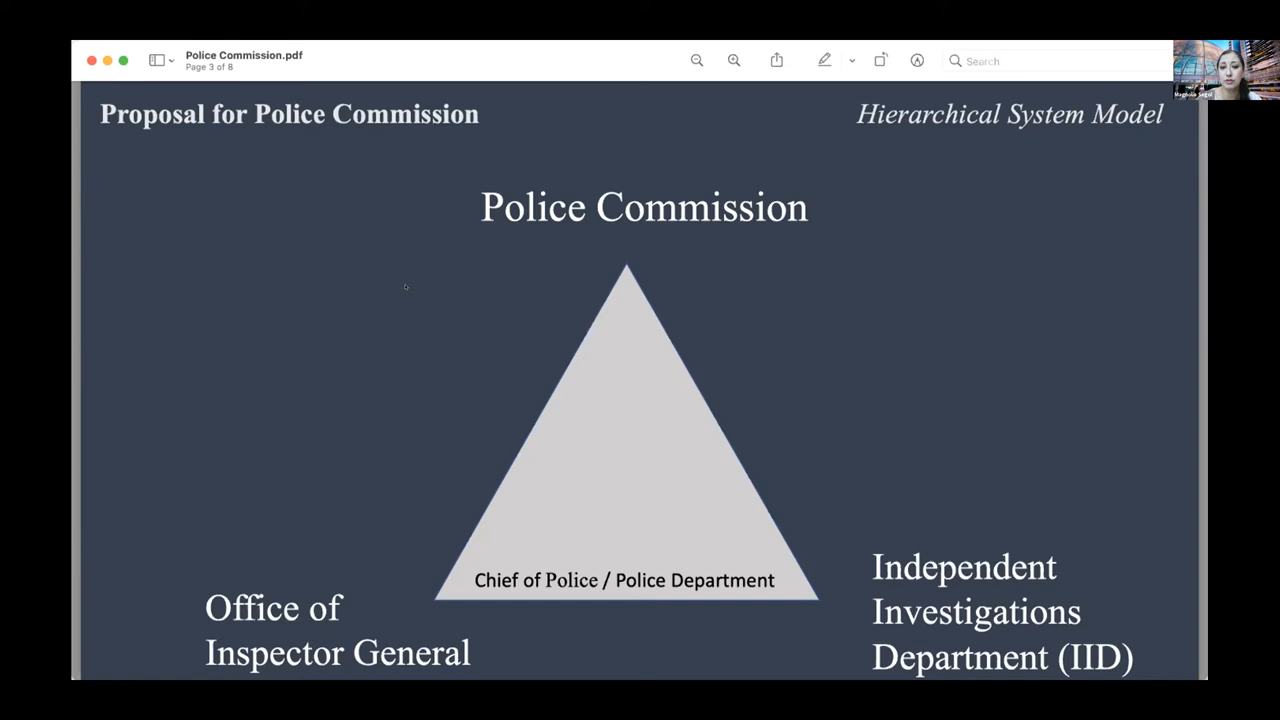 Police Commission.pdf
Page 3 of 8
Search
Proposal for Police Commission
Hierarchical System Model
Police Commission
Chief of Police / Police Department
Office of
Inspector General
Independent
Investigations
Department (IID)